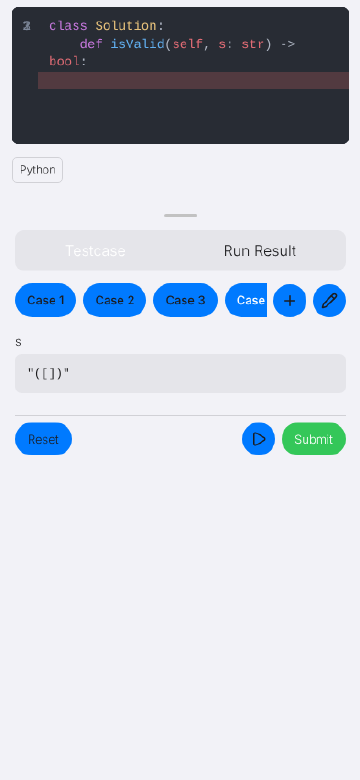 class Solution:
def isValid(self, s: str) ->
bool:
Python
Testcase Run Result
Case 1 Case 2 Case 3 Case
s
"([])"
Reset Submit